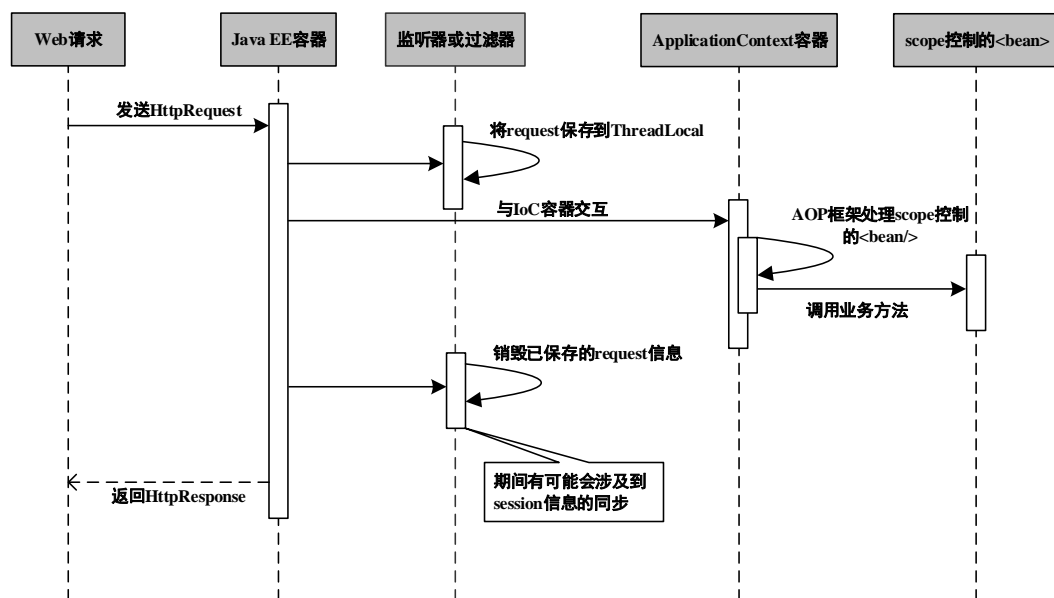 Web请求
Java EE容器
监听器或过滤器
ApplicationContext容器
scope控制的<bean>
发送HttpRequest
将request保存到ThreadLocal
与IoC容器交互
AOP框架处理scope控制
的<bean/>
调用业务方法
销毁已保存的request信息
期间有可能会涉及到
session信息的同步
返回HttpResponse